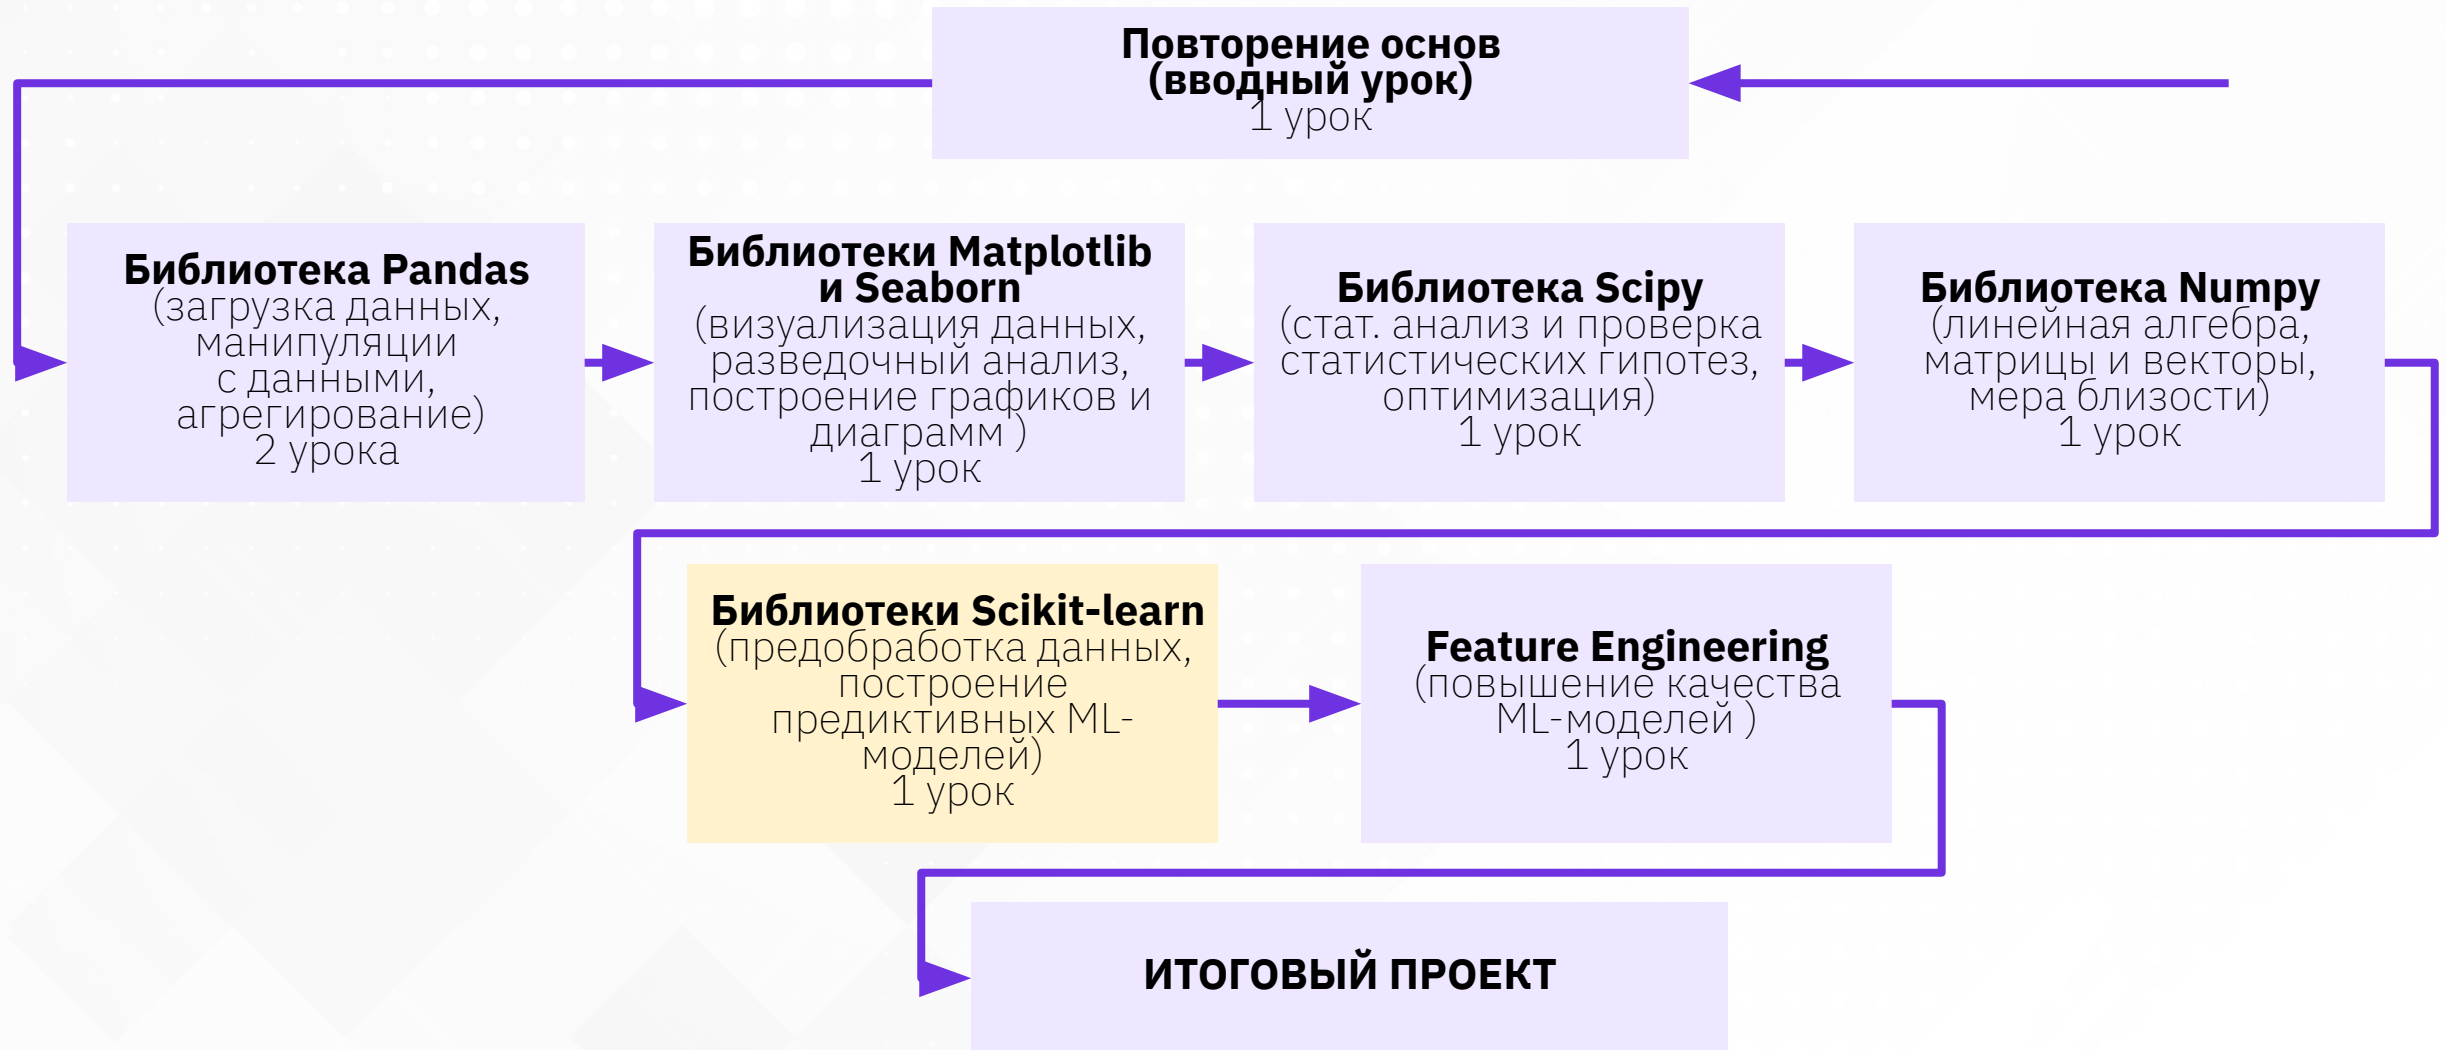 Повторение основ
(вводный урок)
1 урок
Библиотека Pandas
(загрузка данных,
манипуляции
с данными,
агрегирование)
2 урока
Библиотеки Matplotlib
и Seaborn
(визуализация данных,
разведочный анализ,
построение графиков и
диаграмм )
1 урок
Библиотека Scipy
(стат. анализ и проверка
статистических гипотез,
оптимизация)
1 урок
Библиотека Numpy
(линейная алгебра,
матрицы и векторы,
мера близости)
1 урок
Библиотеки Scikit-learn
(предобработка данных,
построение
предиктивных ML-
моделей)
1 урок
Feature Engineering
(повышение качества
ML-моделей )
1 урок
ИТОГОВЫЙ ПРОЕКТ